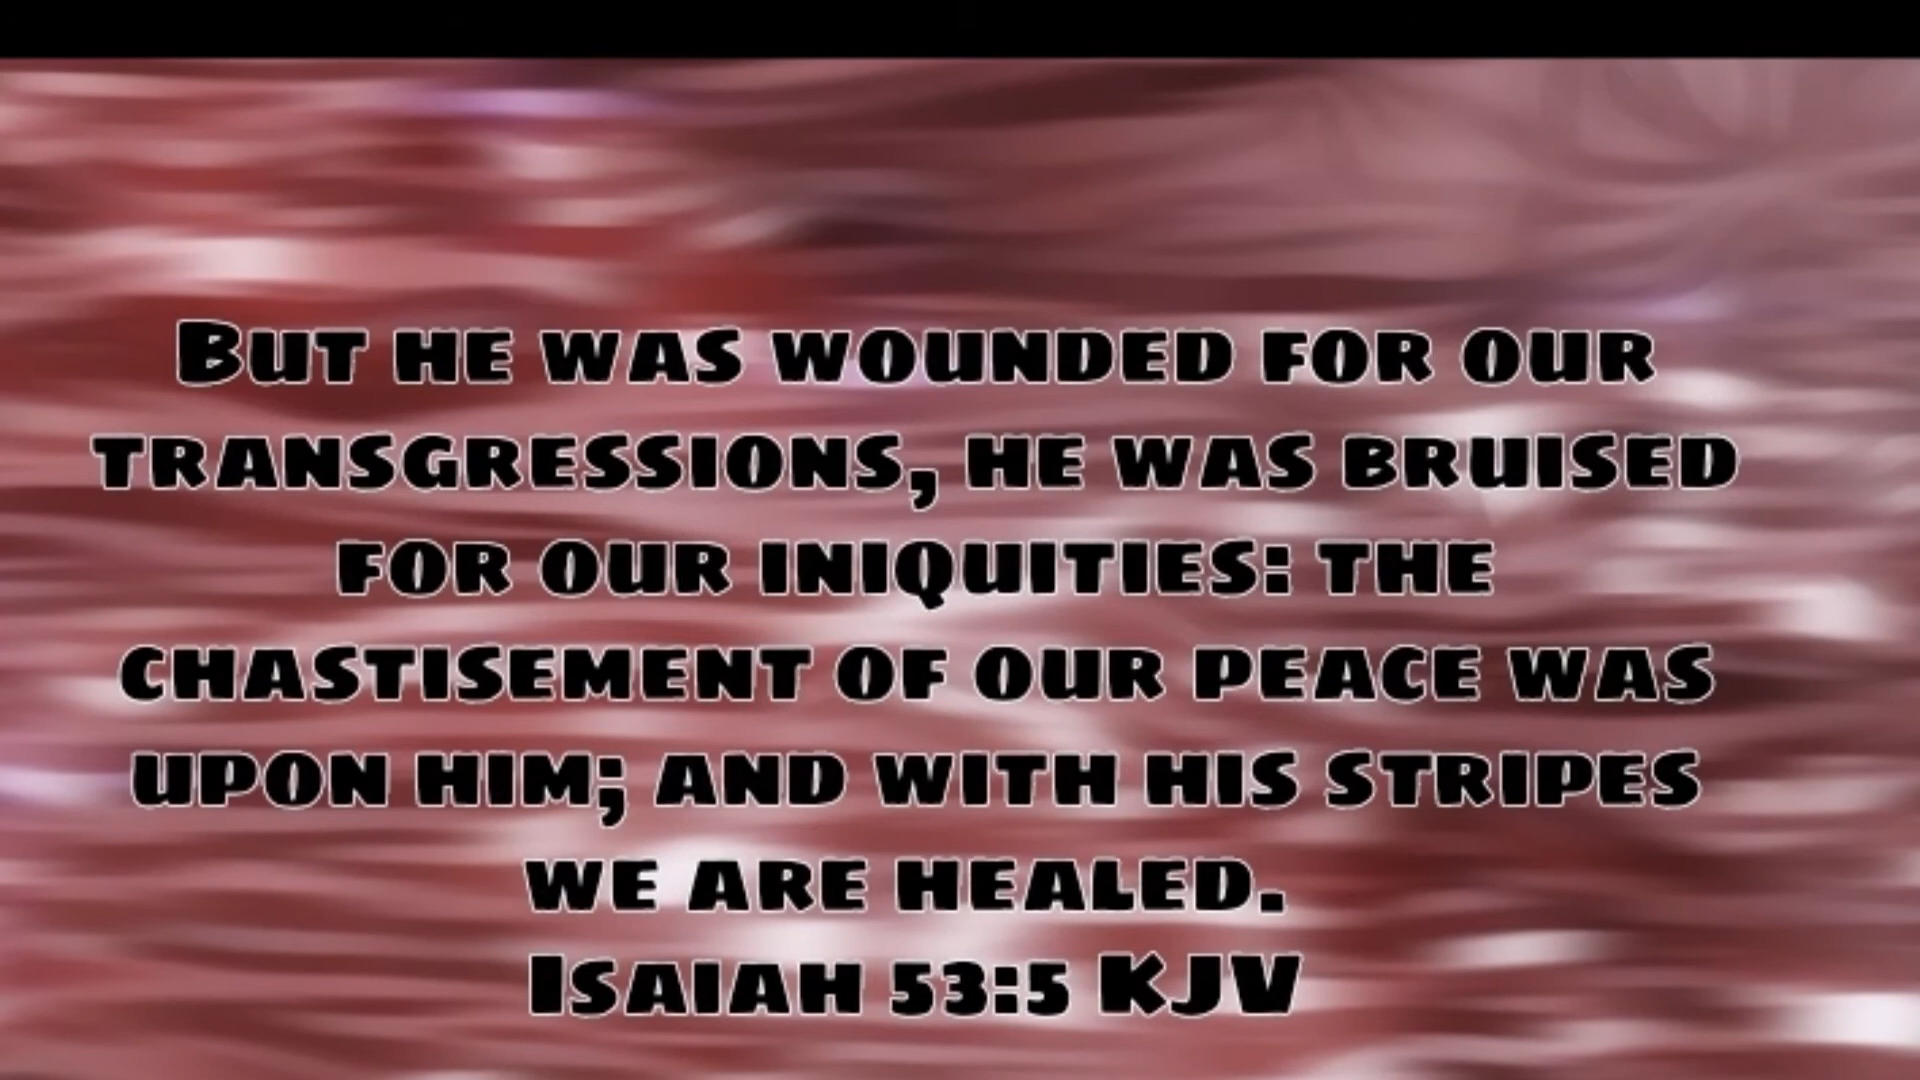 But he was wounded for our
transgressions, he was bruised
for our iniquities: the
chastisement of our peace was
upon him; and with his stripes
we are healed.
Isaiah 53:5 KJV